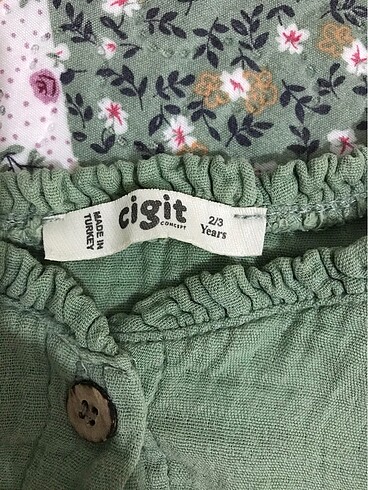 MADE IN
TURKEY
cigit
CONCEPT
2/3
Years